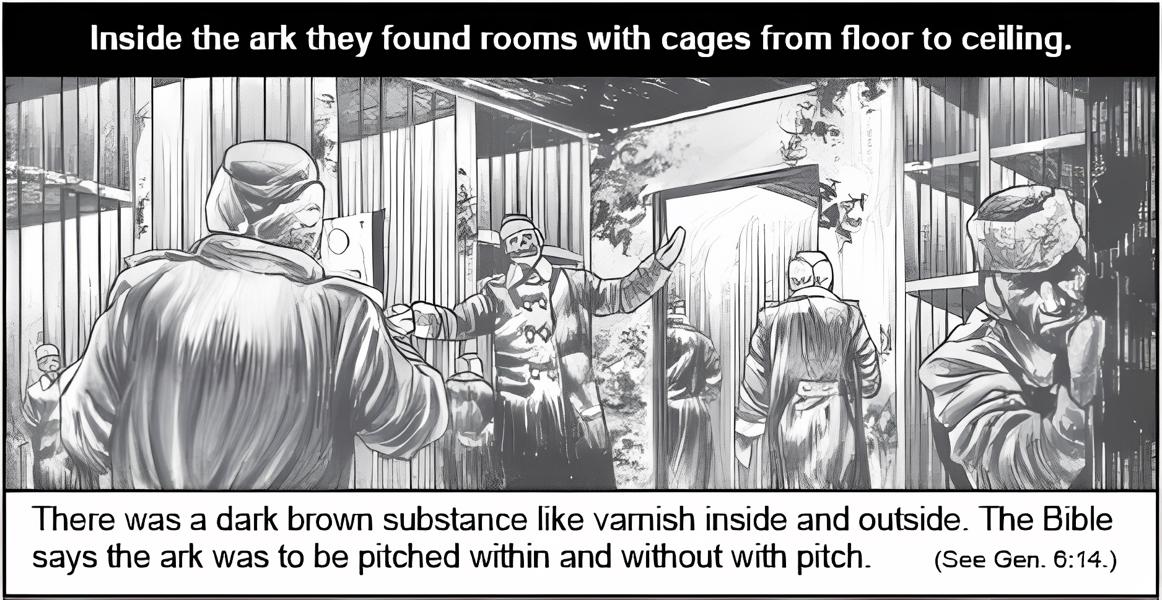 Inside the ark they found rooms with cages from floor to ceiling.
There was a dark brown substance like varnish inside and outside. The Bible
says the ark was to be pitched within and without with pitch. (See Gen. 6:14.)